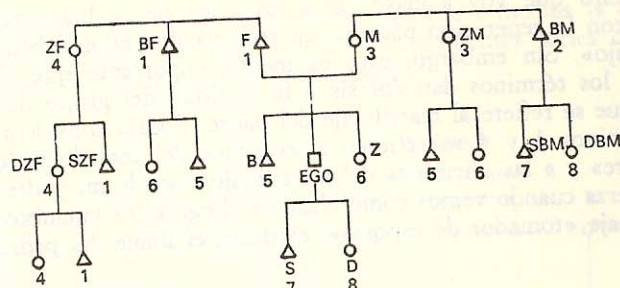 ZF BF F M ZM BM
4 1 1 3 3 2
DZF SZF B Z SBM DBM
4 1 6 5 5 EGO 6 5 6 7 8
4 1 S D
7 8